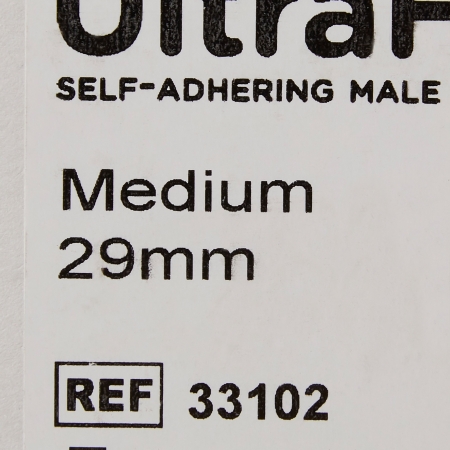 SELF-ADHERING MALE
Medium
29mm
REF 33102